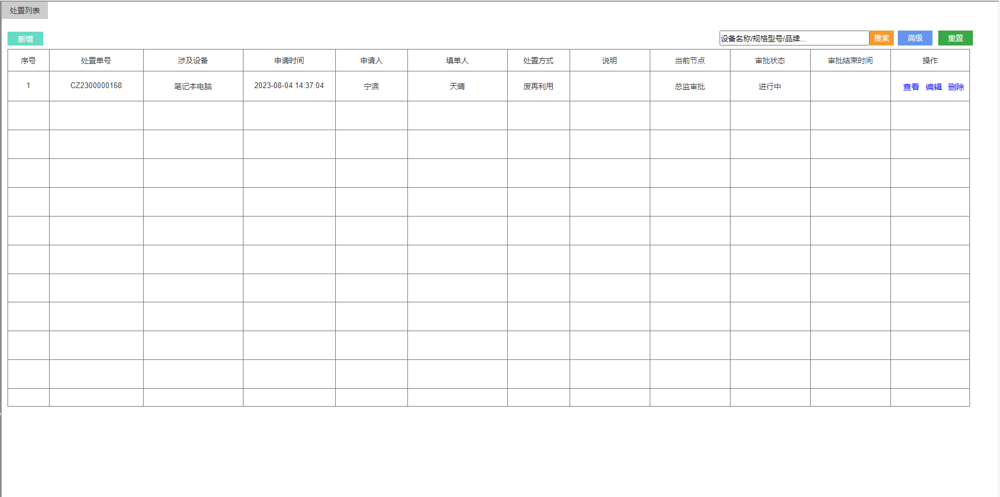 处置列表
新增
设备名称/规格型号/品牌... 搜索 高级 重置
序号 处置单号 涉及设备 申请时间 申请人 填单人 处置方式 说明 当前节点 审批状态 审批结束时间 操作
1 CZ2300000168 笔记本电脑 2023-08-04 14:37:04 宁滨 天晴 废再利用 总监审批 进行中 查看 编辑 删除